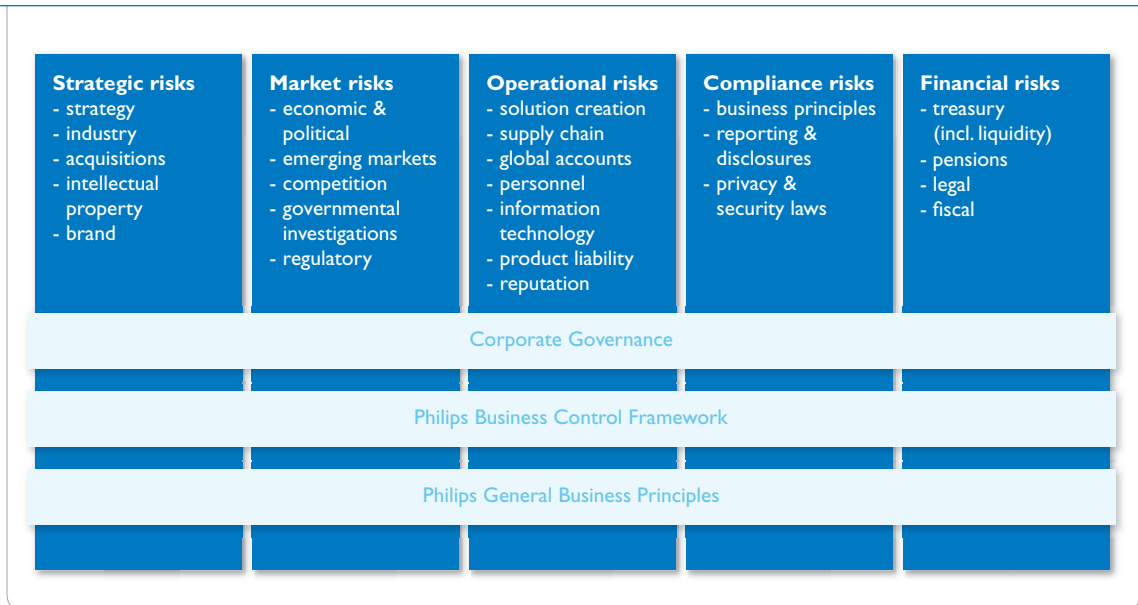 Strategic risks
- strategy
- industry
- acquisitions
- intellectual
property
- brand
Market risks
- economic &
political
- emerging markets
- competition
- governmental
investigations
- regulatory
Operational risks
- solution creation
- supply chain
- global accounts
- personnel
- information
technology
- product liability
- reputation
Compliance risks
- business principles
- reporting &
disclosures
- privacy &
security laws
Financial risks
- treasury
(incl. liquidity)
- pensions
- legal
- fiscal
Corporate Governance
Philips Business Control Framework
Philips General Business Principles